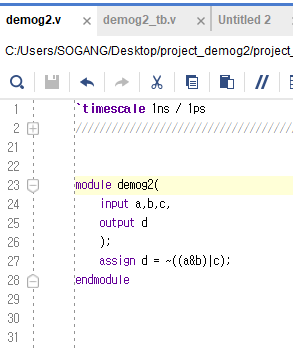 demog2.v × demog2_tb.v × Untitled 2
C:/Users/SOGANG/Desktop/project_demog2/project_
1 `timescale 1ns / 1ps
2 //////////////////////////////////
21
22
23 module demog2(
24 input a,b,c,
25 output d
26 );
27 assign d = ~((a&b)|c);
28 endmodule
29
30
31